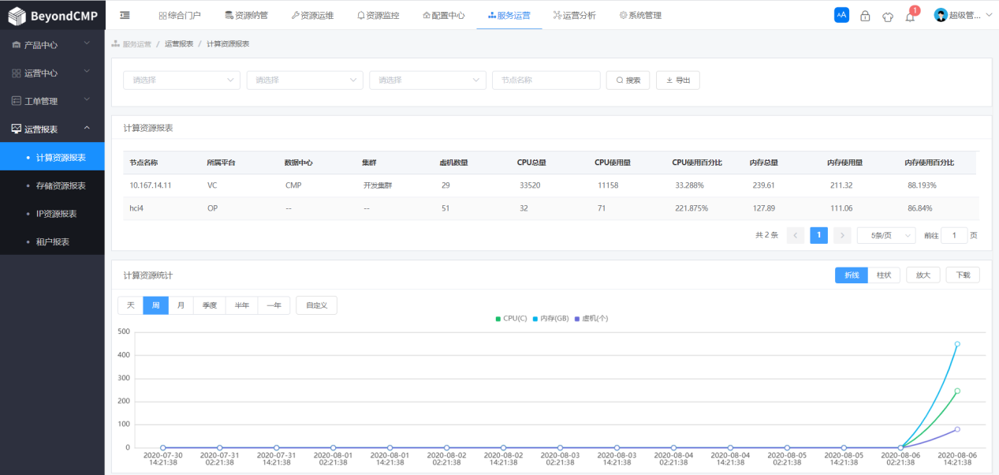 BeyondCMP
综合门户 资源纳管 资源运维 资源监控 配置中心 服务运营 运营分析 系统管理 AA 1 超级管...
产品中心
运营中心
工单管理
运营报表
计算资源报表
存储资源报表
IP资源报表
租户报表
服务运营 / 运营报表 / 计算资源报表
请选择 请选择 请选择 节点名称 搜索 导出
计算资源报表
节点名称 所属平台 数据中心 集群 虚机数量 CPU总量 CPU使用量 CPU使用百分比 内存总量 内存使用量 内存使用百分比
10.167.14.11 VC CMP 开发集群 29 33520 11158 33.288% 239.61 211.32 88.193%
hci4 OP -- -- 51 32 71 221.875% 127.89 111.06 86.84%
共 2 条 < 1 > 5条/页 前往 1 页
计算资源统计 折线 柱状 放大 下载
天 周 月 季度 半年 一年 自定义
CPU(C) 内存(GB) 虚机(个)
500
400
300
200
100
0
2020-07-30 2020-07-31 2020-07-31 2020-08-01 2020-08-01 2020-08-02 2020-08-02 2020-08-03 2020-08-03 2020-08-04 2020-08-04 2020-08-05 2020-08-05 2020-08-06 2020-08-06
14:21:38 02:21:38 14:21:38 02:21:38 14:21:38 02:21:38 14:21:38 02:21:38 14:21:38 02:21:38 14:21:38 02:21:38 14:21:38 02:21:38 14:21:38